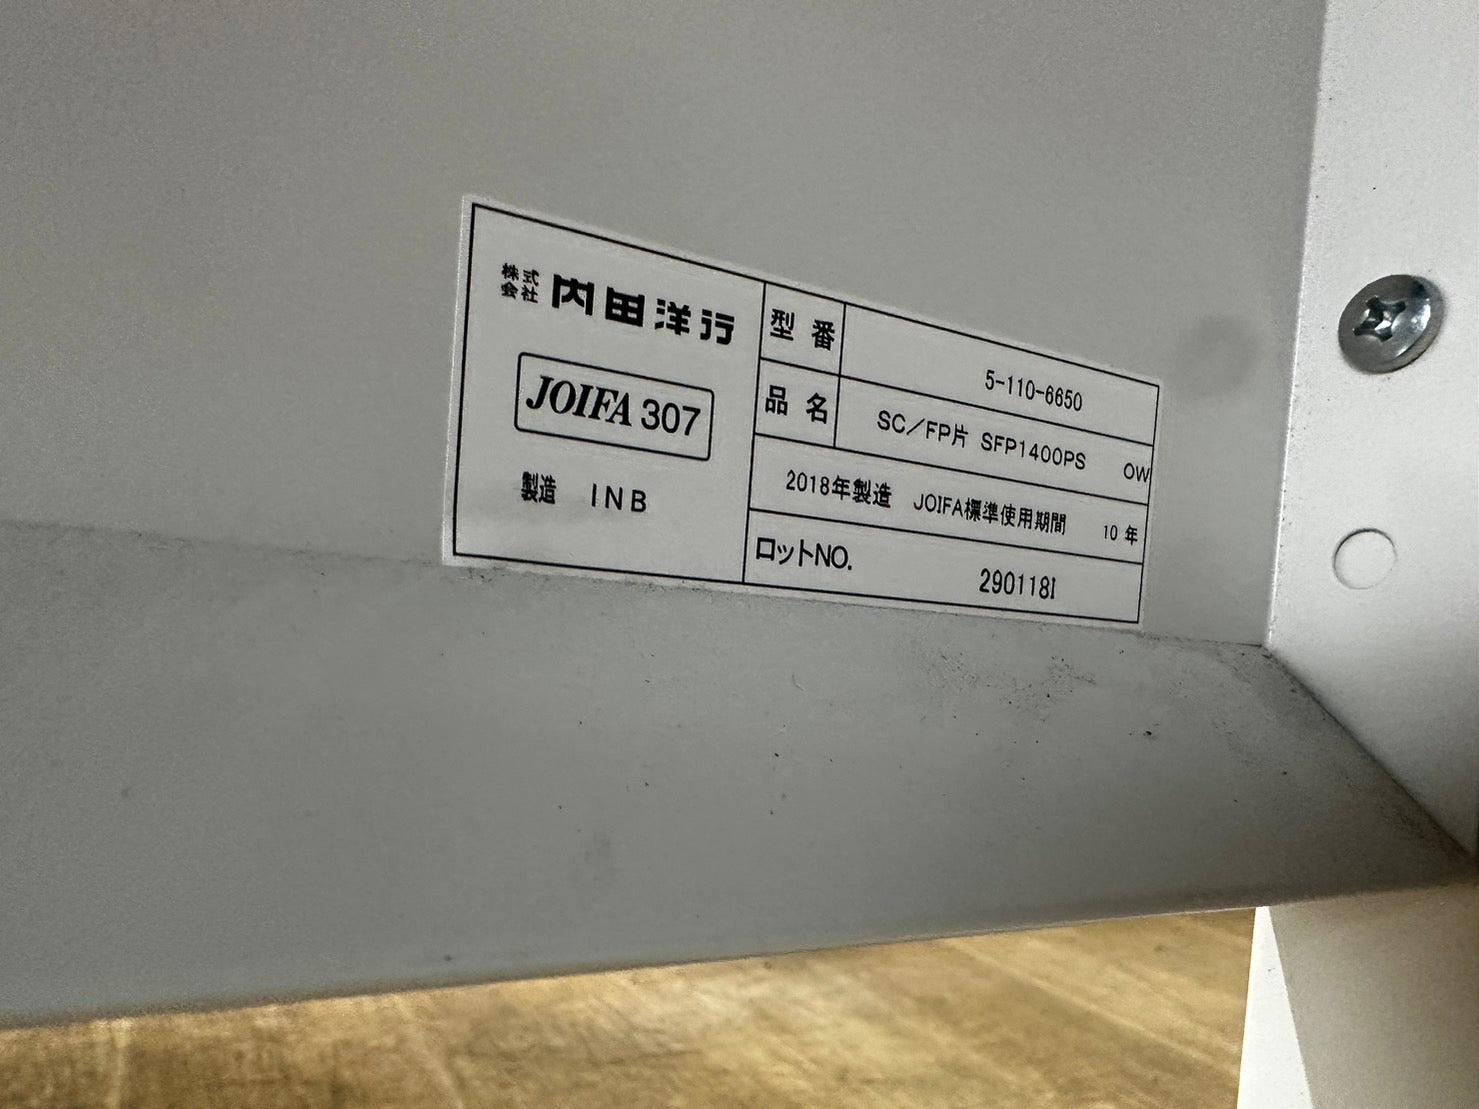 株式会社 内田洋行
JOIFA 307
製造 INB
型番 5-110-6650
品名 SC/FP片 SFP1400PS OW
2018年製造 JOIFA標準使用期間 10年
ロットNO. 290118I